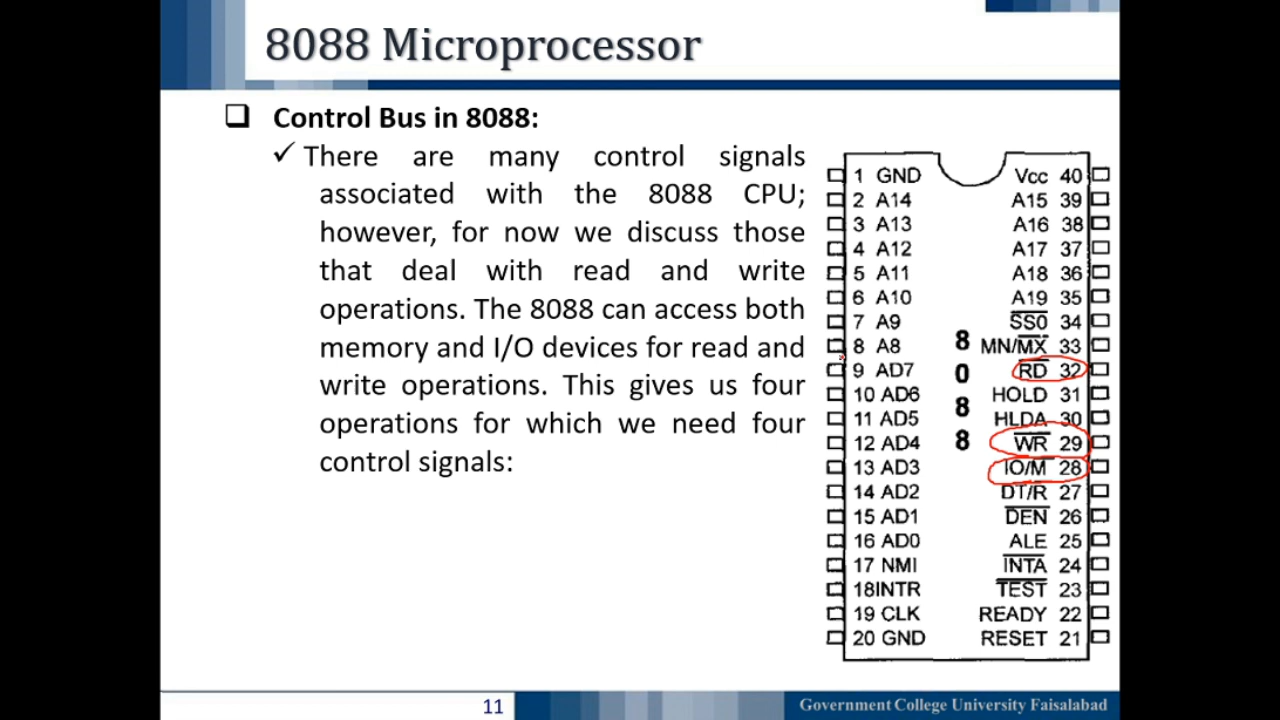 8088 Microprocessor
❑ Control Bus in 8088:
✓ There are many control signals
associated with the 8088 CPU;
however, for now we discuss those
that deal with read and write
operations. The 8088 can access both
memory and I/O devices for read and
write operations. This gives us four
operations for which we need four
control signals:
1 GND Vcc 40
2 A14 A15 39
3 A13 A16 38
4 A12 A17 37
5 A11 A18 36
6 A10 A19 35
7 A9 S̅S̅0̅ 34
8 A8 MN/M̅X̅ 33
9 AD7 R̅D̅ 32
10 AD6 HOLD 31
11 AD5 HLDA 30
12 AD4 W̅R̅ 29
13 AD3 IO/M̅ 28
14 AD2 DT/R̅ 27
15 AD1 D̅E̅N̅ 26
16 AD0 ALE 25
17 NMI I̅N̅T̅A̅ 24
18INTR T̅E̅S̅T̅ 23
19 CLK READY 22
20 GND RESET 21
8
0
8
8
11
Government College University Faisalabad